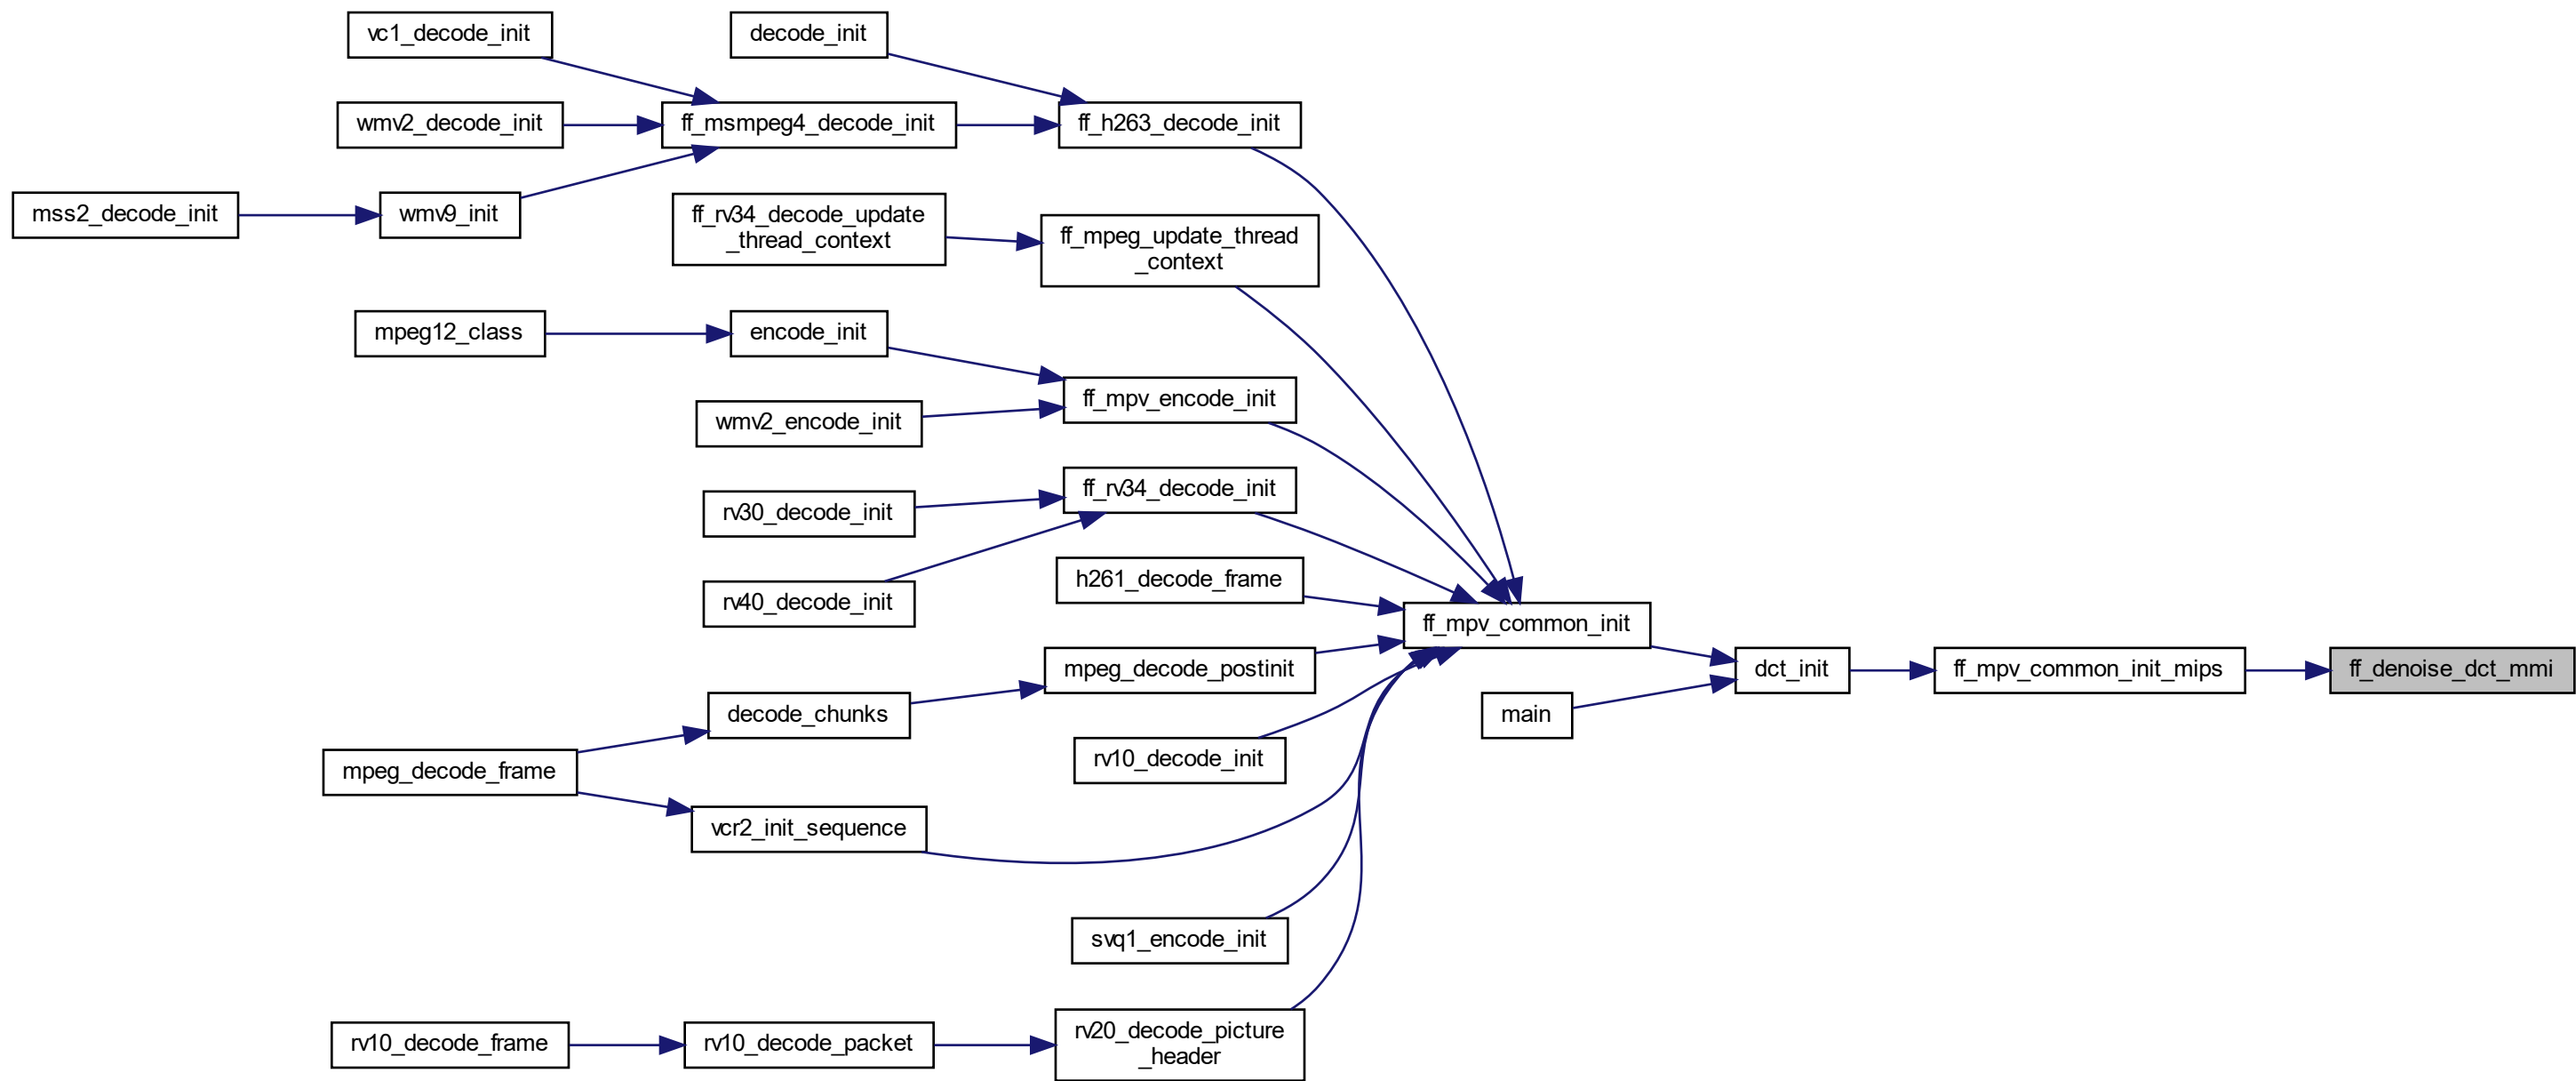 vc1_decode_init
decode_init
wmv2_decode_init
ff_msmpeg4_decode_init
ff_h263_decode_init
mss2_decode_init
wmv9_init
ff_rv34_decode_update
_thread_context
ff_mpeg_update_thread
_context
mpeg12_class
encode_init
ff_mpv_encode_init
wmv2_encode_init
ff_rv34_decode_init
rv30_decode_init
h261_decode_frame
rv40_decode_init
ff_mpv_common_init
mpeg_decode_postinit
dct_init
ff_mpv_common_init_mips
ff_denoise_dct_mmi
decode_chunks
main
rv10_decode_init
mpeg_decode_frame
vcr2_init_sequence
svq1_encode_init
rv10_decode_frame
rv10_decode_packet
rv20_decode_picture
_header